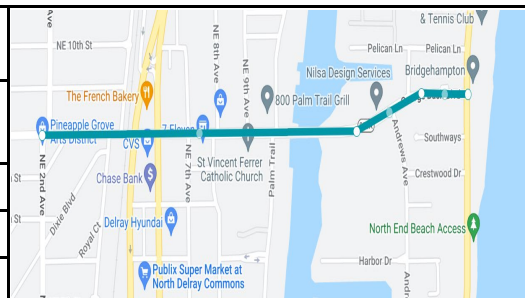 Ave
& Tennis Club
NE 10th St
NE 8th Ave
Pelican Ln
Pelican Ln
Bridgehampton
Nilsa Design Services
NE 9th Ave
The French Bakery
800 Palm Trail Grill
Pineapple Grove
Arts District
7-Eleven
CVS
Andrews Ave
Southways
St Vincent Ferrer
Catholic Church
Palm Trail
NE 2nd Ave
Chase Bank
NE 7th Ave
Crestwood Dr
St
Dixie Blvd
Royal Ct
Delray Hyundai
North End Beach Access
St
Publix Super Market at
North Delray Commons
Harbor Dr
Andr